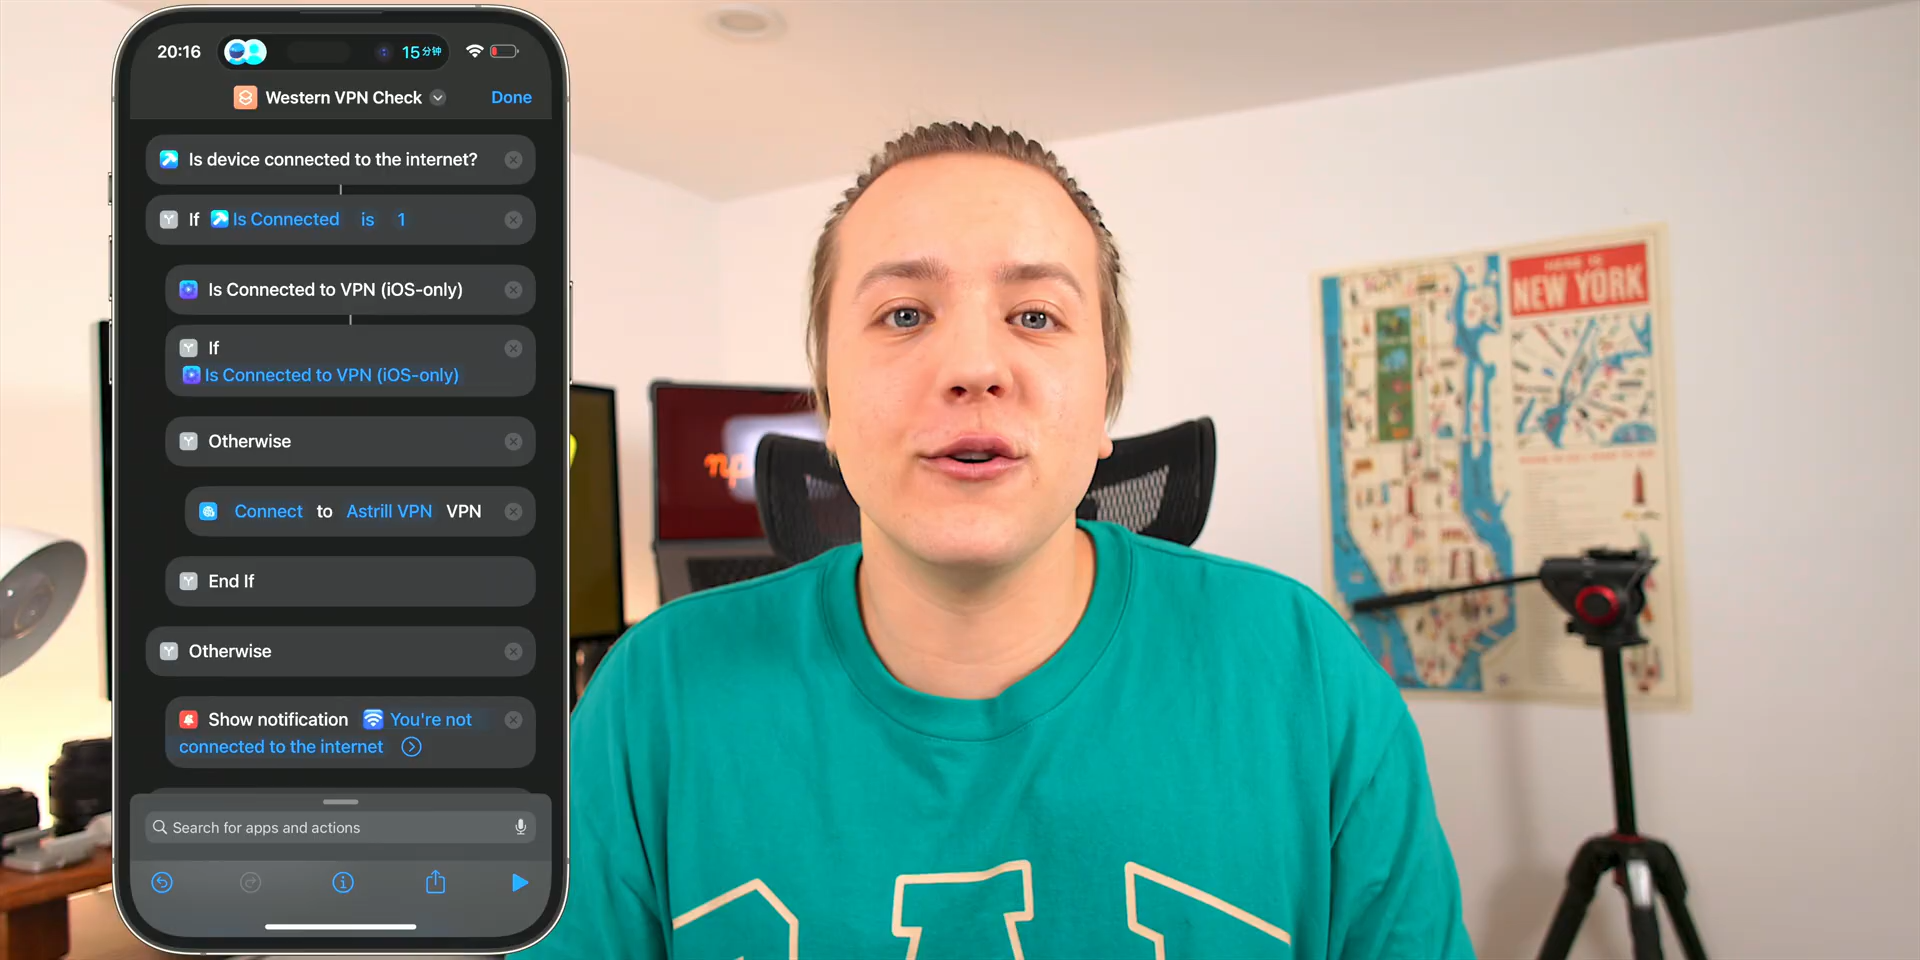 20:16
15分钟
Western VPN Check
Done
Is device connected to the internet?
If Is Connected is 1
Is Connected to VPN (iOS-only)
If
Is Connected to VPN (iOS-only)
Otherwise
Connect to Astrill VPN VPN
End If
Otherwise
Show notification You're not
connected to the internet
Search for apps and actions
HERE IS
NEW YORK
np